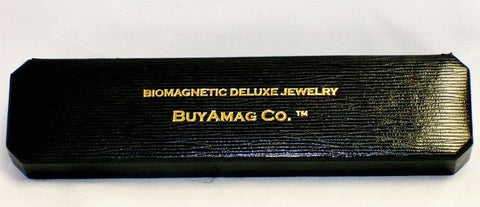 BIOMAGNETIC DELUXE JEWELRY
BUYAMAG CO. ™